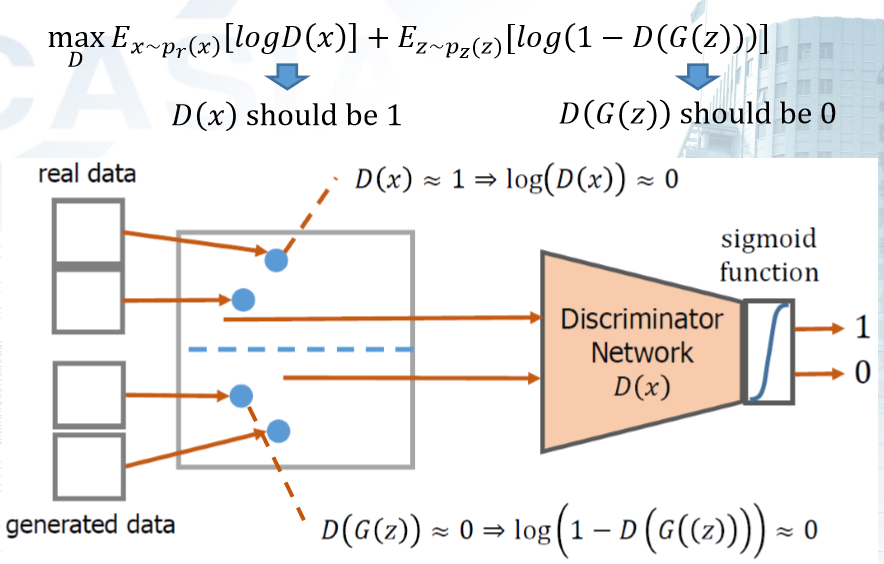 max_D E_{x~p_r(x)}[logD(x)] + E_{z~p_z(z)}[log(1 − D(G(z)))]
D(x) should be 1
D(G(z)) should be 0
real data
D(x) ≈ 1 ⇒ log(D(x)) ≈ 0
sigmoid
function
Discriminator
Network
D(x)
1
0
generated data
D(G(z)) ≈ 0 ⇒ log(1 − D(G((z)))) ≈ 0